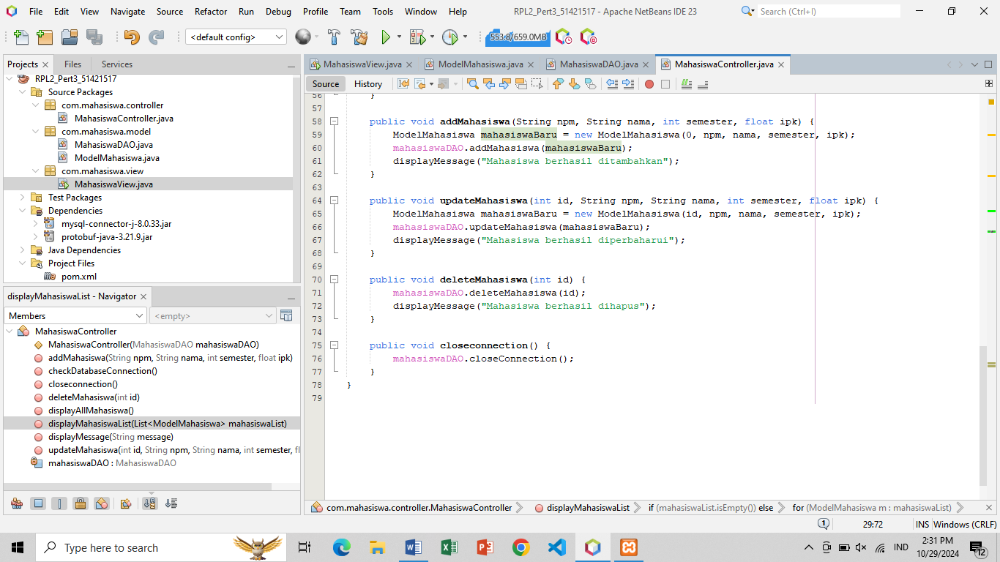 File Edit View Navigate Source Refactor Run Debug Profile Team Tools Window Help RPL2_Pert3_51421517 - Apache NetBeans IDE 23 Search (Ctrl+I)
<default config> 553.8/659.0MB
Projects Files Services
RPL2_Pert3_51421517
Source Packages
com.mahasiswa.controller
MahasiswaController.java
com.mahasiswa.model
MahasiswaDAO.java
ModelMahasiswa.java
com.mahasiswa.view
MahasiswaView.java
Test Packages
Dependencies
mysql-connector-j-8.0.33.jar
protobuf-java-3.21.9.jar
Java Dependencies
Project Files
pom.xml
displayMahasiswaList - Navigator
Members <empty>
MahasiswaController
MahasiswaController(MahasiswaDAO mahasiswaDAO)
addMahasiswa(String npm, String nama, int semester, float ipk)
checkDatabaseConnection()
closeconnection()
deleteMahasiswa(int id)
displayAllMahasiswa()
displayMahasiswaList(List<ModelMahasiswa> mahasiswaList)
displayMessage(String message)
updateMahasiswa(int id, String npm, String nama, int semester, fl
mahasiswaDAO : MahasiswaDAO
MahasiswaView.java ModelMahasiswa.java MahasiswaDAO.java MahasiswaController.java
Source History
56 }
57
58 public void addMahasiswa(String npm, String nama, int semester, float ipk) {
59 ModelMahasiswa mahasiswaBaru = new ModelMahasiswa(0, npm, nama, semester, ipk);
60 mahasiswaDAO.addMahasiswa(mahasiswaBaru);
61 displayMessage("Mahasiswa berhasil ditambahkan");
62 }
63
64 public void updateMahasiswa(int id, String npm, String nama, int semester, float ipk) {
65 ModelMahasiswa mahasiswaBaru = new ModelMahasiswa(id, npm, nama, semester, ipk);
66 mahasiswaDAO.updateMahasiswa(mahasiswaBaru);
67 displayMessage("Mahasiswa berhasil diperbaharui");
68 }
69
70 public void deleteMahasiswa(int id) {
71 mahasiswaDAO.deleteMahasiswa(id);
72 displayMessage("Mahasiswa berhasil dihapus");
73 }
74
75 public void closeconnection() {
76 mahasiswaDAO.closeConnection();
77 }
78 }
79
com.mahasiswa.controller.MahasiswaController displayMahasiswaList if (mahasiswaList.isEmpty()) else for (ModelMahasiswa m : mahasiswaList)
1 29:72 INS Windows (CRLF)
Type here to search IND 2:31 PM
10/29/2024 12